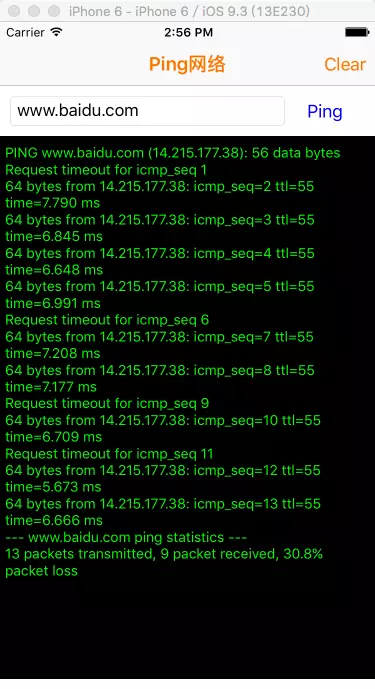 iPhone 6 - iPhone 6 / iOS 9.3 (13E230)
Carrier 2:56 PM
Ping网络 Clear
www.baidu.com Ping
PING www.baidu.com (14.215.177.38): 56 data bytes
Request timeout for icmp_seq 1
64 bytes from 14.215.177.38: icmp_seq=2 ttl=55
time=7.790 ms
64 bytes from 14.215.177.38: icmp_seq=3 ttl=55
time=6.845 ms
64 bytes from 14.215.177.38: icmp_seq=4 ttl=55
time=6.648 ms
64 bytes from 14.215.177.38: icmp_seq=5 ttl=55
time=6.991 ms
Request timeout for icmp_seq 6
64 bytes from 14.215.177.38: icmp_seq=7 ttl=55
time=7.208 ms
64 bytes from 14.215.177.38: icmp_seq=8 ttl=55
time=7.177 ms
Request timeout for icmp_seq 9
64 bytes from 14.215.177.38: icmp_seq=10 ttl=55
time=6.709 ms
Request timeout for icmp_seq 11
64 bytes from 14.215.177.38: icmp_seq=12 ttl=55
time=5.673 ms
64 bytes from 14.215.177.38: icmp_seq=13 ttl=55
time=6.666 ms
--- www.baidu.com ping statistics ---
13 packets transmitted, 9 packet received, 30.8%
packet loss